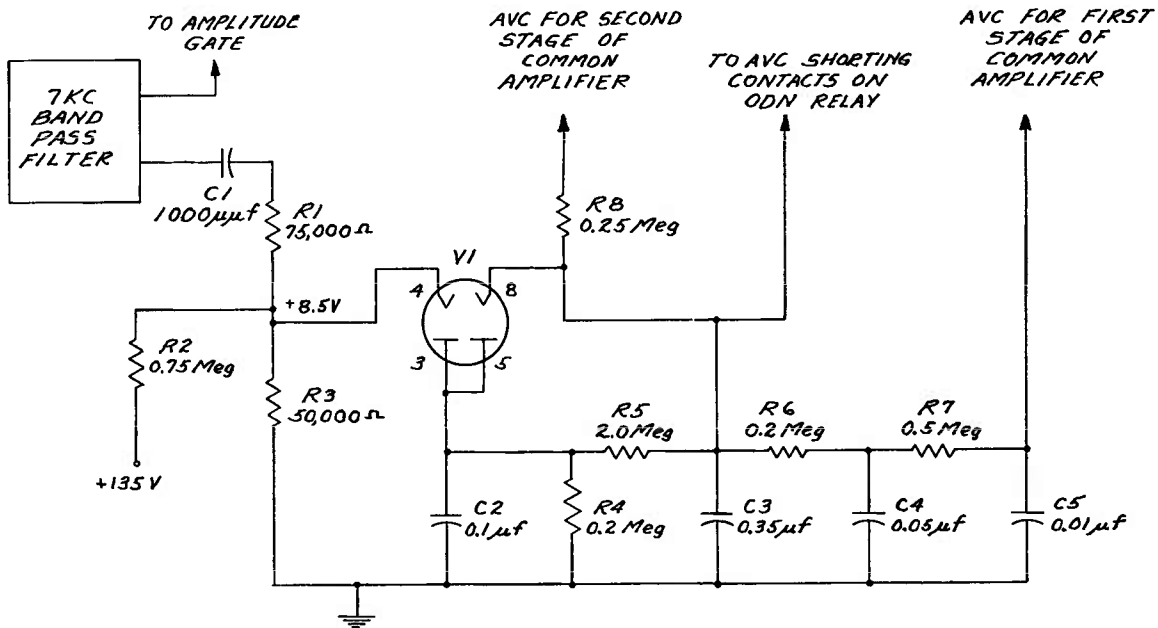 TO AMPLITUDE
GATE
AVC FOR SECOND
STAGE OF
COMMON
AMPLIFIER
TO AVC SHORTING
CONTACTS ON
ODN RELAY
AVC FOR FIRST
STAGE OF
COMMON
AMPLIFIER
7KC
BAND
PASS
FILTER
C1
1000μμf
R1
75,000Ω
R8
0.25 Meg
V1
4
8
+8.5V
R2
0.75 Meg
3
5
R3
50,000Ω
R5
2.0 Meg
R6
0.2 Meg
R7
0.5 Meg
+135V
C2
0.1μf
R4
0.2 Meg
C3
0.35μf
C4
0.05μf
C5
0.01μf